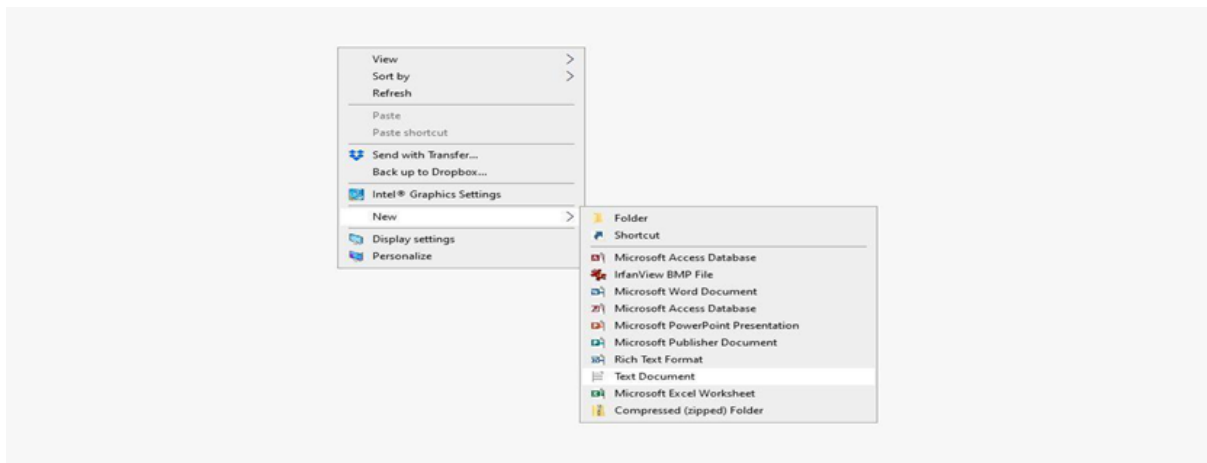 View
Sort by
Refresh
Paste
Paste shortcut
Send with Transfer...
Back up to Dropbox...
Intel® Graphics Settings
New
Display settings
Personalize
Folder
Shortcut
Microsoft Access Database
IrfanView BMP File
Microsoft Word Document
Microsoft Access Database
Microsoft PowerPoint Presentation
Microsoft Publisher Document
Rich Text Format
Text Document
Microsoft Excel Worksheet
Compressed (zipped) Folder